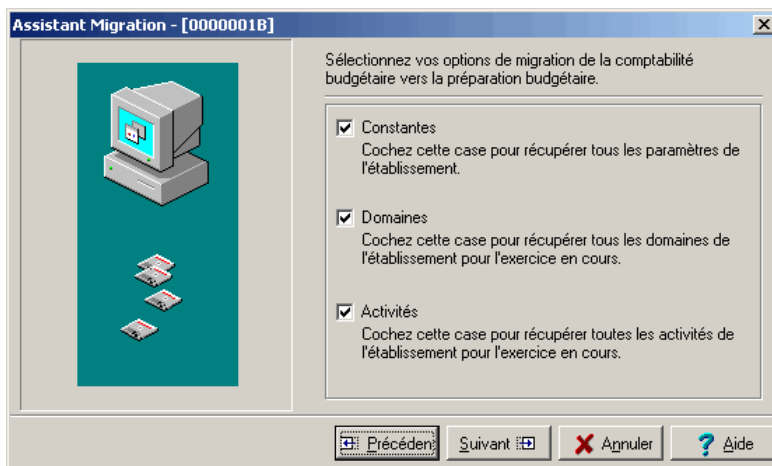 Assistant Migration - [0000001B]
Sélectionnez vos options de migration de la comptabilité
budgétaire vers la préparation budgétaire.
Constantes
Cochez cette case pour récupérer tous les paramètres de
l'établissement.
Domaines
Cochez cette case pour récupérer tous les domaines de
l'établissement pour l'exercice en cours.
Activités
Cochez cette case pour récupérer toutes les activités de
l'établissement pour l'exercice en cours.
Précéden Suivant Annuler ? Aide